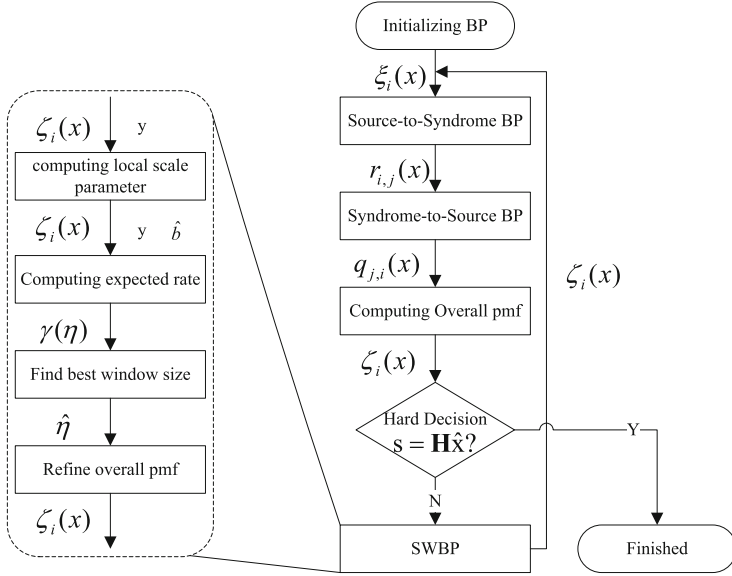 Initializing BP
ξᵢ(x)
Source-to-Syndrome BP
rᵢ,ⱼ(x)
Syndrome-to-Source BP
qⱼ,ᵢ(x)
Computing Overall pmf
ζᵢ(x)
Hard Decision
s = Hx̂?
Y
N
SWBP
Finished
ζᵢ(x)
ζᵢ(x) y
computing local scale
parameter
ζᵢ(x) y b̂
Computing expected rate
γ(η)
Find best window size
η̂
Refine overall pmf
ζᵢ(x)